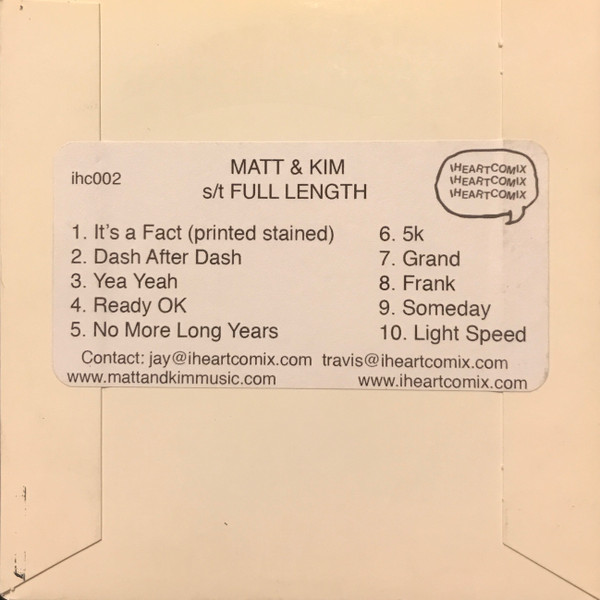 ihc002
MATT & KIM
s/t FULL LENGTH
iHEARTCOMIX
iHEARTCOMIX
iHEARTCOMIX
1. It's a Fact (printed stained)
2. Dash After Dash
3. Yea Yeah
4. Ready OK
5. No More Long Years
6. 5k
7. Grand
8. Frank
9. Someday
10. Light Speed
Contact: jay@iheartcomix.com travis@iheartcomix.com
www.mattandkimmusic.com www.iheartcomix.com